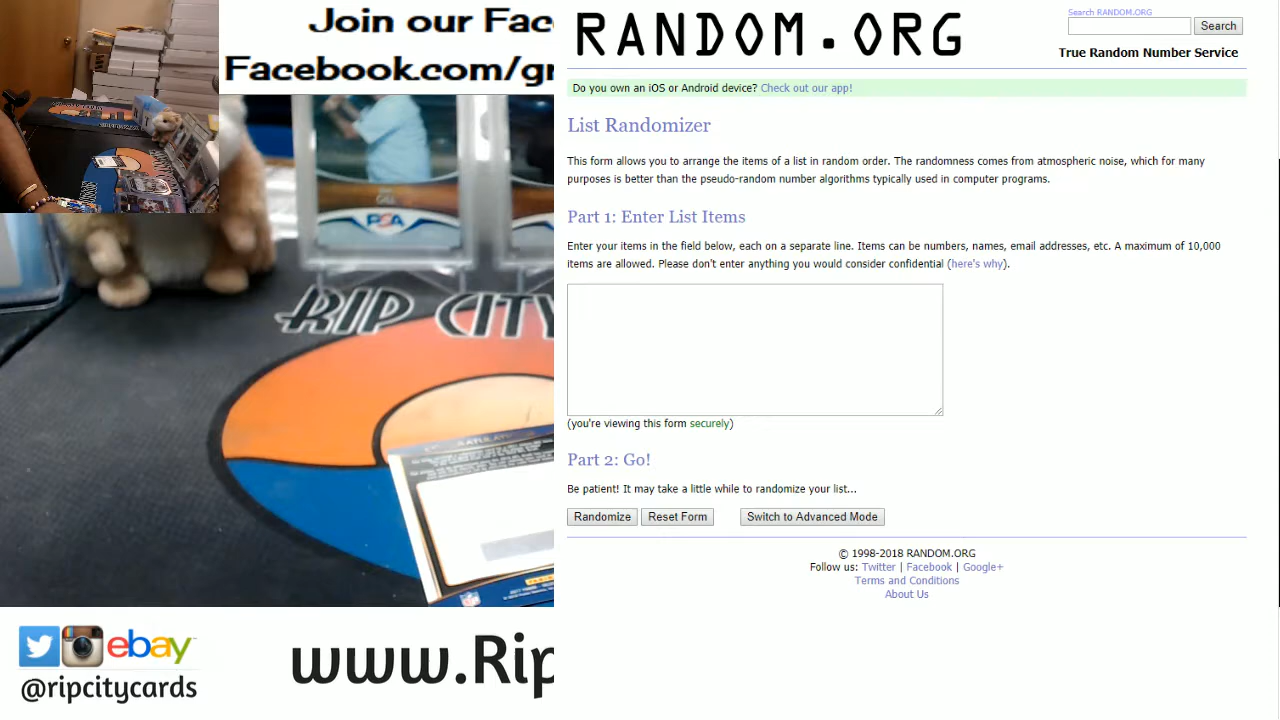 Join our Fac
Facebook.com/gr
PSA
RIP CITY
@ripcitycards
ebay
www.Rip
RANDOM.ORG
Search RANDOM.ORG
Search
True Random Number Service
Do you own an iOS or Android device? Check out our app!
List Randomizer
This form allows you to arrange the items of a list in random order. The randomness comes from atmospheric noise, which for many
purposes is better than the pseudo-random number algorithms typically used in computer programs.
Part 1: Enter List Items
Enter your items in the field below, each on a separate line. Items can be numbers, names, email addresses, etc. A maximum of 10,000
items are allowed. Please don't enter anything you would consider confidential (here's why).
(you're viewing this form securely)
Part 2: Go!
Be patient! It may take a little while to randomize your list...
Randomize Reset Form Switch to Advanced Mode
© 1998-2018 RANDOM.ORG
Follow us: Twitter | Facebook | Google+
Terms and Conditions
About Us